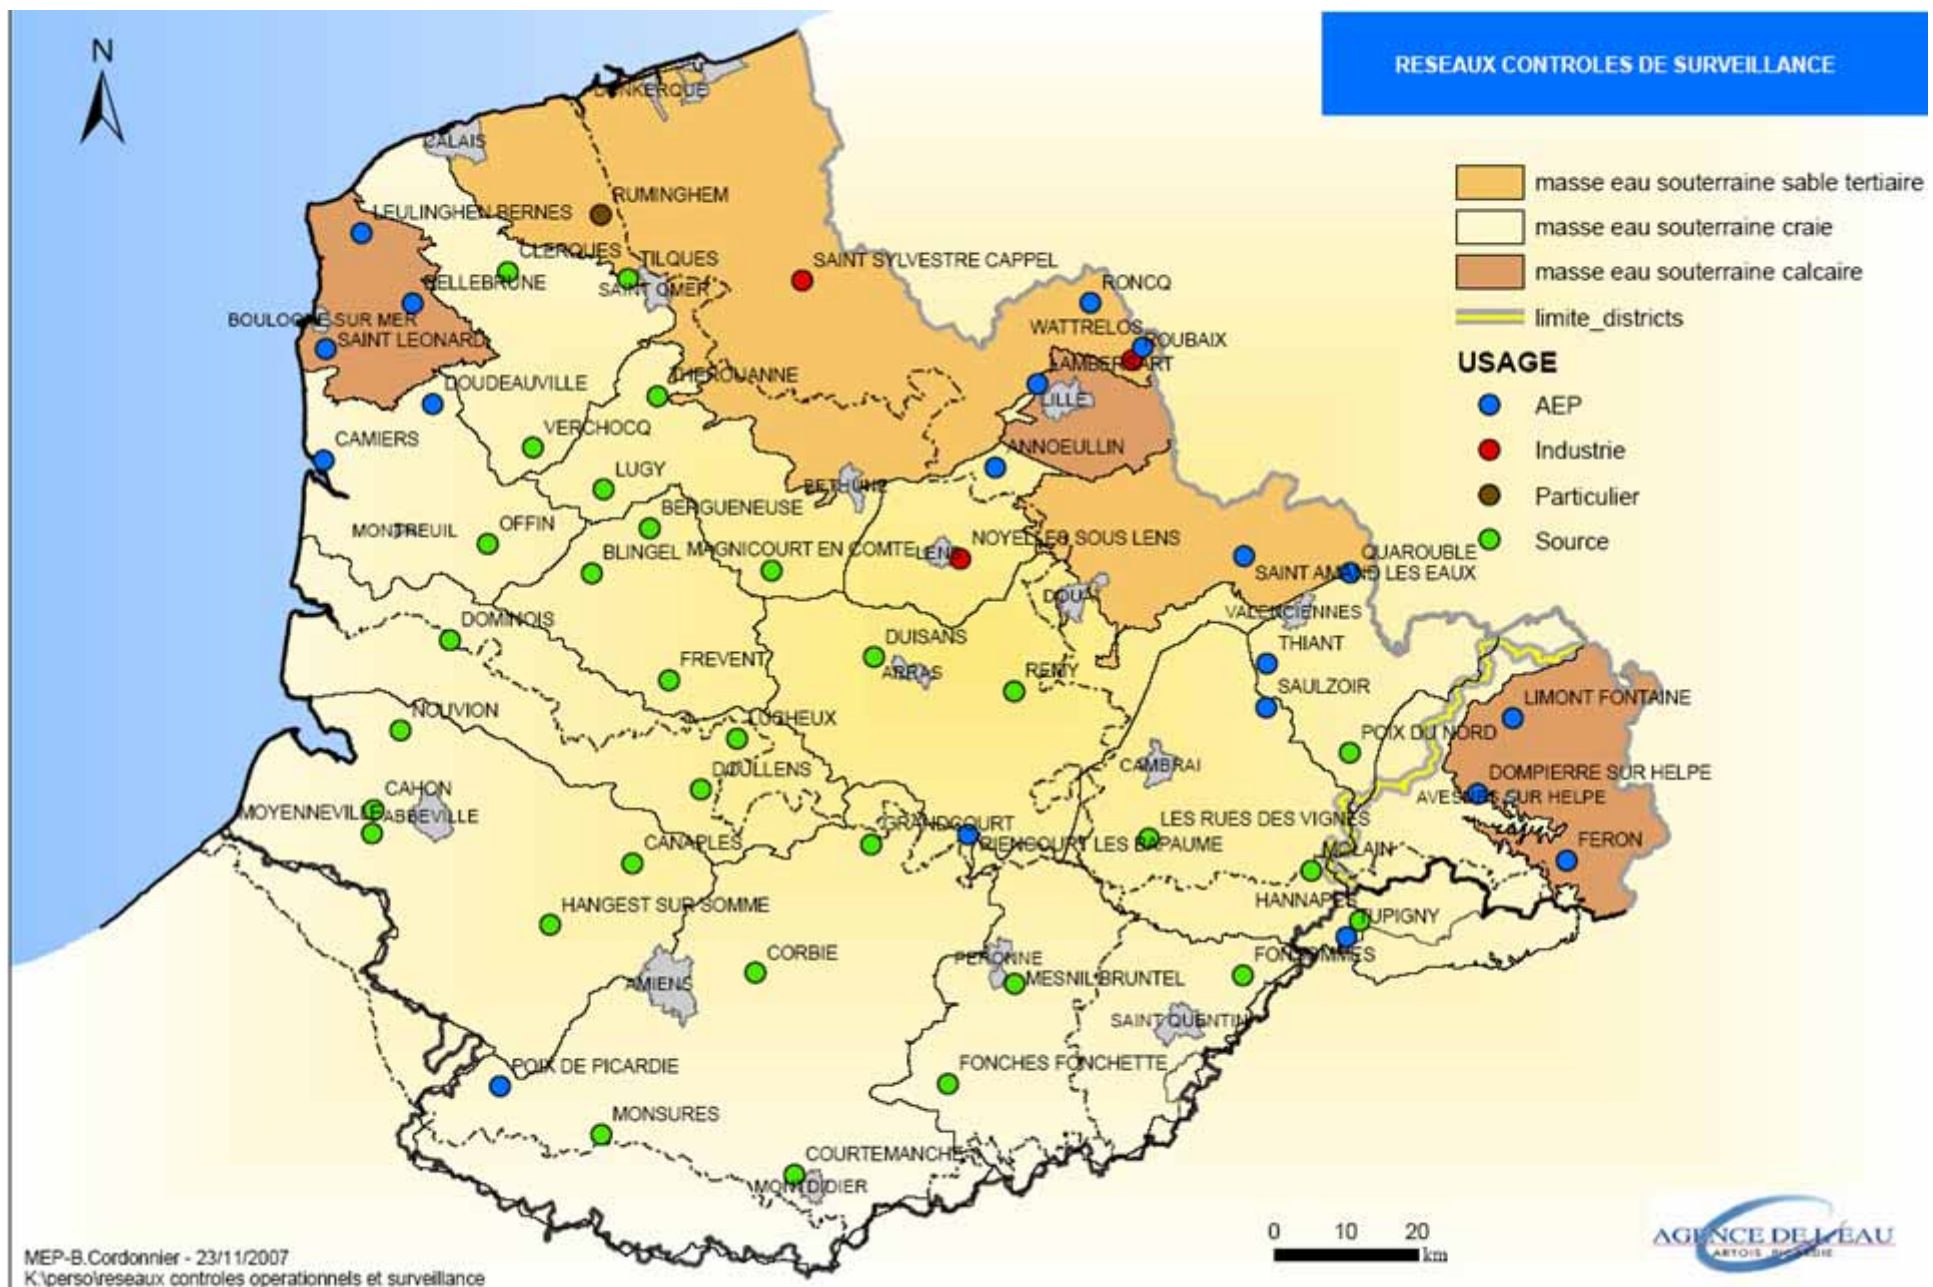 RESEAUX CONTROLES DE SURVEILLANCE
N
DUNKERQUE
CALAIS
masse eau souterraine sable tertiaire
masse eau souterraine craie
masse eau souterraine calcaire
limite_districts
USAGE
AEP
Industrie
Particulier
Source
RUMINGHEM
LEULINGHEN BERNES
CLERQUES
TILQUES
SAINT SYLVESTRE CAPPEL
BELLEBRUNE
SAINT OMER
RONCQ
BOULOGNE SUR MER
WATTRELOS
SAINT LEONARD
ROUBAIX
LAMBERSART
DOUDEAUVILLE
THEROUANNE
LILLE
VERCHOCQ
CAMIERS
ANNOEULLIN
LUGY
BETHUNE
BERGUENEUSE
MONTREUIL
OFFIN
NOYELLES SOUS LENS
BLINGEL
MAGNICOURT EN COMTE
LENS
QUAROUBLE
SAINT AMAND LES EAUX
DOUAI
VALENCIENNES
DOMINOIS
DUISANS
THIANT
FREVENT
ARRAS
REMY
SAULZOIR
LIMONT FONTAINE
NOUVION
LUCHEUX
POIX DU NORD
DOULLENS
CAMBRAI
DOMPIERRE SUR HELPE
CAHON
AVESNES SUR HELPE
MOYENNEVILLE
ABBEVILLE
GRANDCOURT
LES RUES DES VIGNES
CANAPLES
RIENCOURT LES BAPAUME
MOLAIN
FERON
HANGEST SUR SOMME
HANNAPES
TUPIGNY
CORBIE
PERONNE
FONSOMMES
AMIENS
MESNIL BRUNTEL
SAINT QUENTIN
POIX DE PICARDIE
FONCHES FONCHETTE
MONSURES
COURTEMANCHE
MONTDIDIER
0 10 20
km
AGENCE DE L'EAU
ARTOIS PICARDIE
MEP-B.Cordonnier - 23/11/2007
K:\perso\reseaux controles operationnels et surveillance